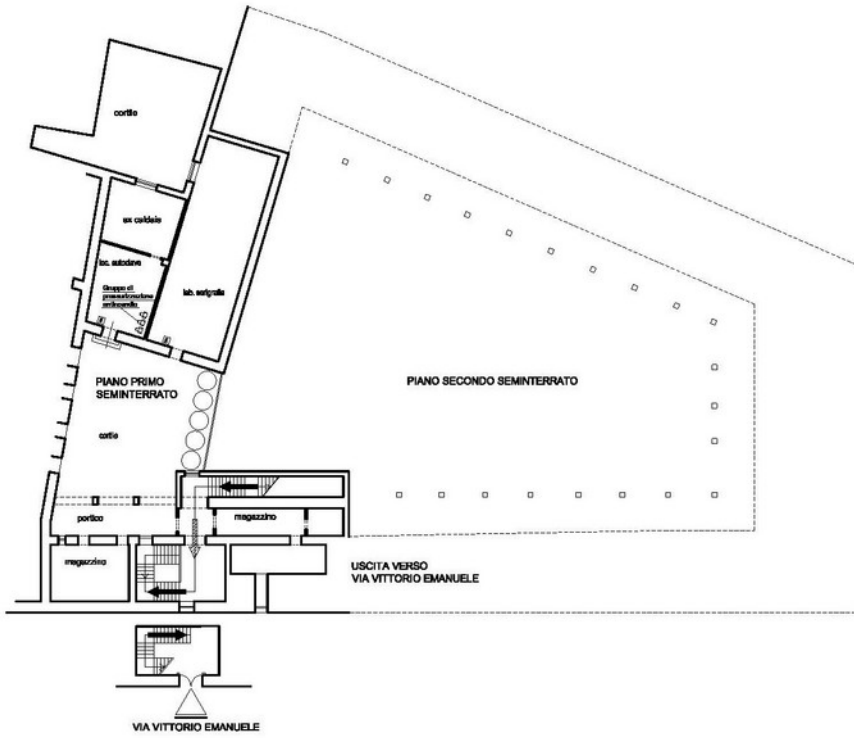 cortile
ex caldaia
loc. autoclave
Gruppo di
pressurizzazione
antincendio
lab. serigrafia
PIANO PRIMO
SEMINTERRATO
PIANO SECONDO SEMINTERRATO
cortile
portico
magazzino
magazzino
USCITA VERSO
VIA VITTORIO EMANUELE
VIA VITTORIO EMANUELE